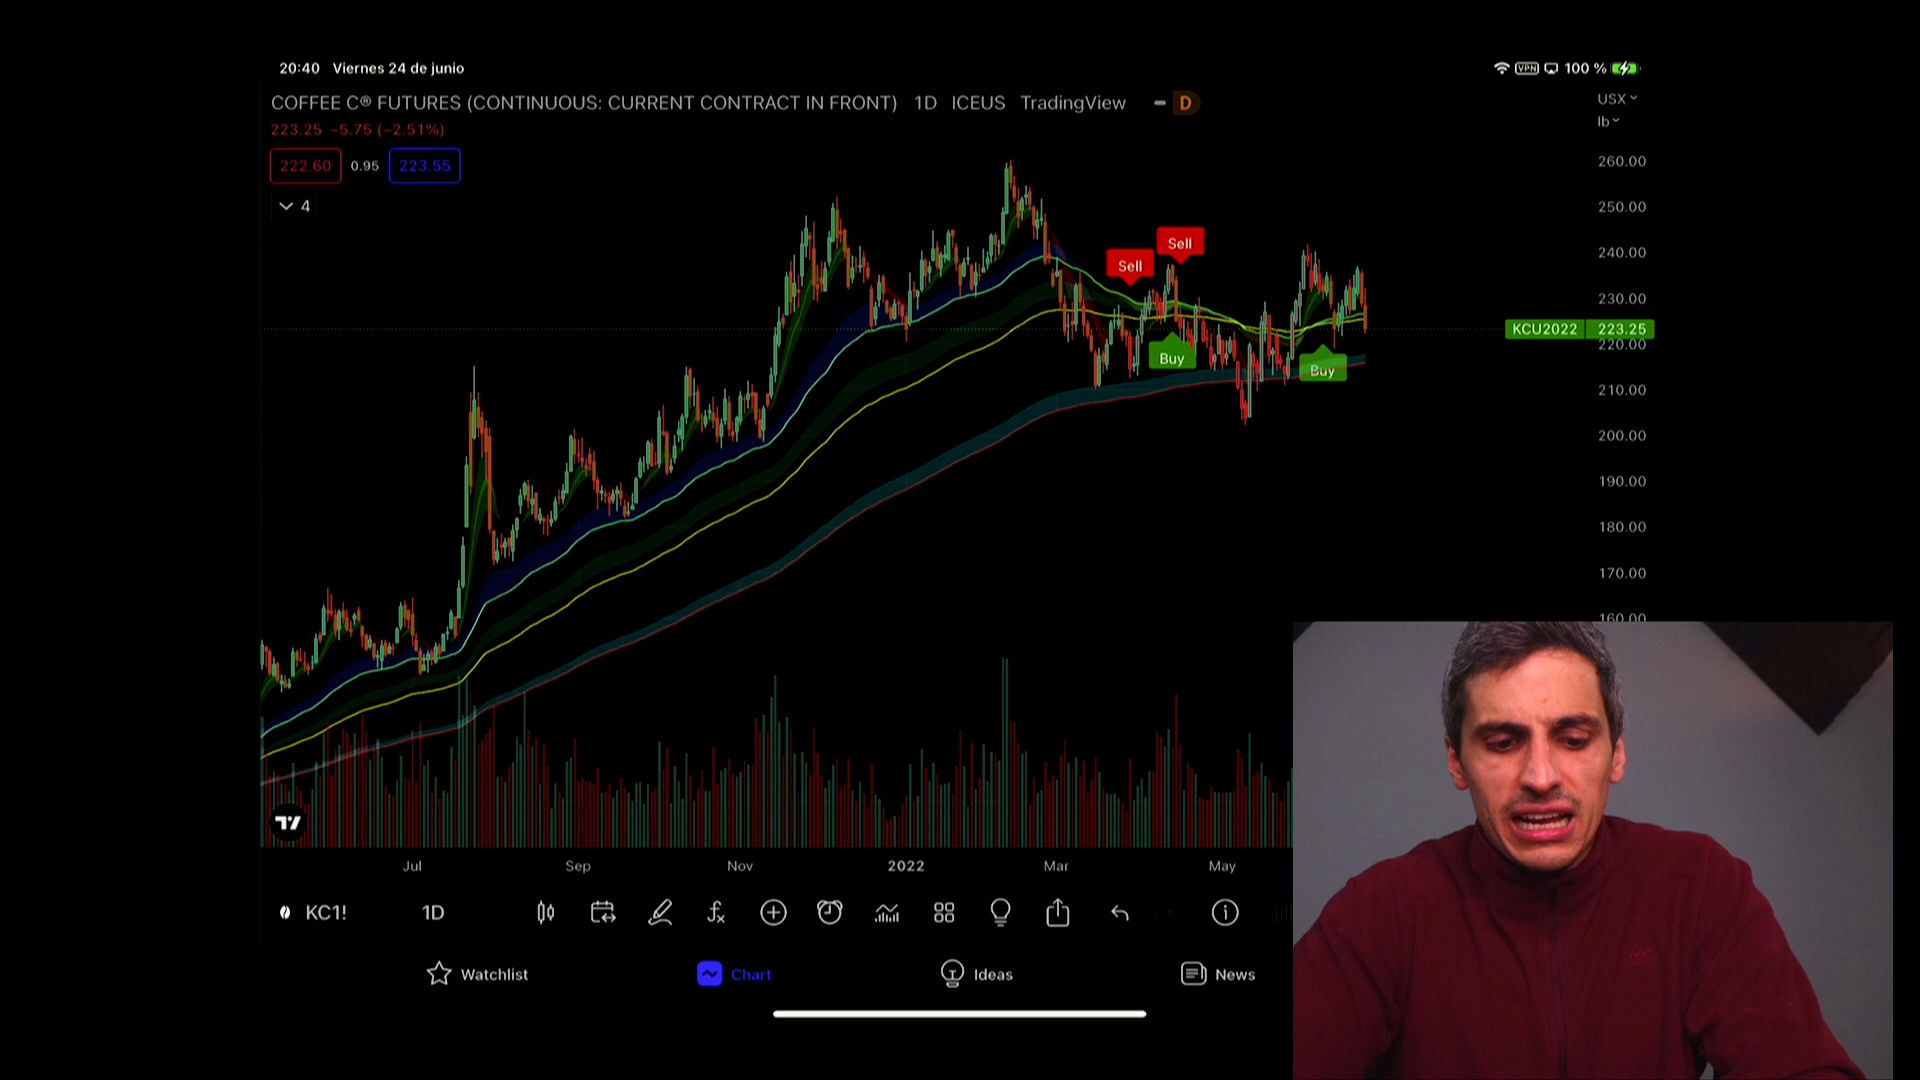 20:40 Viernes 24 de junio
VPN 100 %
COFFEE C® FUTURES (CONTINUOUS: CURRENT CONTRACT IN FRONT) 1D ICEUS TradingView D
USX
223.25 −5.75 (−2.51%)
lb
222.60 0.95 223.55
4
260.00
250.00
240.00
230.00
KCU2022 223.25
220.00
210.00
200.00
190.00
180.00
170.00
160.00
Sell
Sell
Buy
Buy
Jul Sep Nov 2022 Mar May
KC1! 1D
Watchlist Chart Ideas News